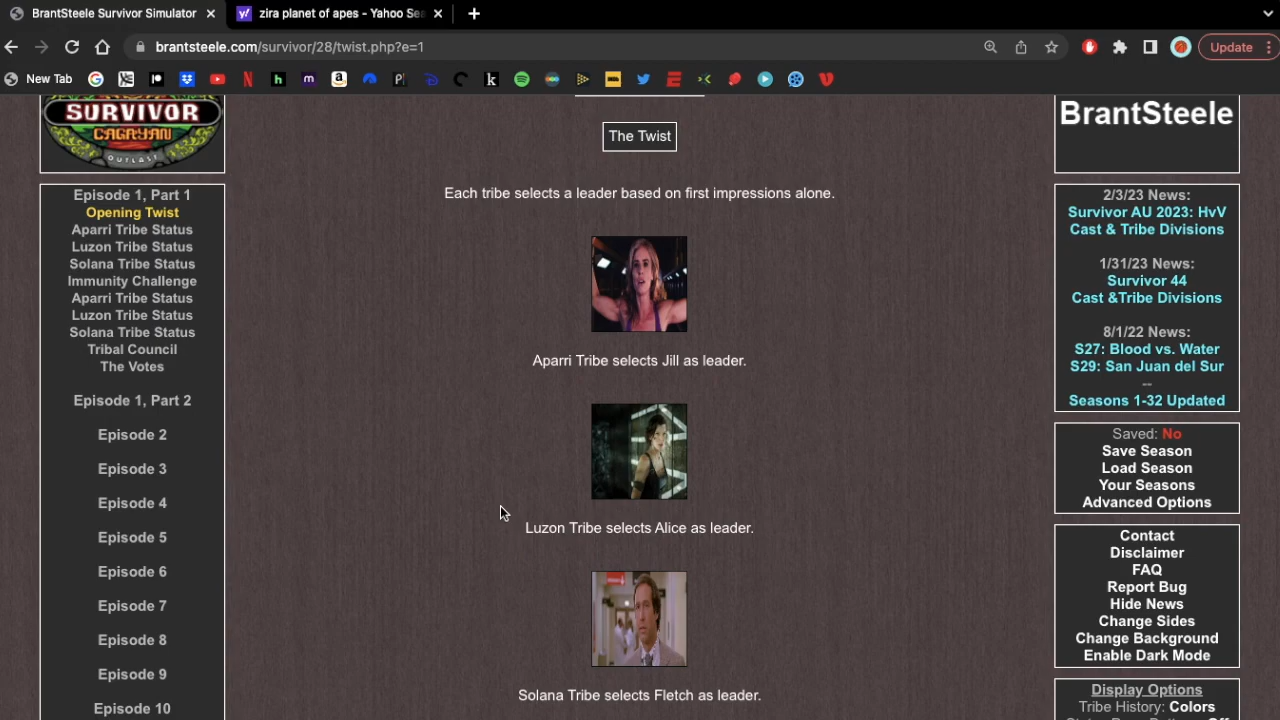 BrantSteele Survivor Simulator
zira planet of apes - Yahoo Sea
brantsteele.com/survivor/28/twist.php?e=1
Update
New Tab
SURVIVOR
CAGAYAN
OUTLAST
Episode 1, Part 1
Opening Twist
Aparri Tribe Status
Luzon Tribe Status
Solana Tribe Status
Immunity Challenge
Aparri Tribe Status
Luzon Tribe Status
Solana Tribe Status
Tribal Council
The Votes
Episode 1, Part 2
Episode 2
Episode 3
Episode 4
Episode 5
Episode 6
Episode 7
Episode 8
Episode 9
Episode 10
The Twist
Each tribe selects a leader based on first impressions alone.
Aparri Tribe selects Jill as leader.
Luzon Tribe selects Alice as leader.
Solana Tribe selects Fletch as leader.
BrantSteele
2/3/23 News:
Survivor AU 2023: HvV
Cast & Tribe Divisions
1/31/23 News:
Survivor 44
Cast &Tribe Divisions
8/1/22 News:
S27: Blood vs. Water
S29: San Juan del Sur
--
Seasons 1-32 Updated
Saved: No
Save Season
Load Season
Your Seasons
Advanced Options
Contact
Disclaimer
FAQ
Report Bug
Hide News
Change Sides
Change Background
Enable Dark Mode
Display Options
Tribe History: Colors